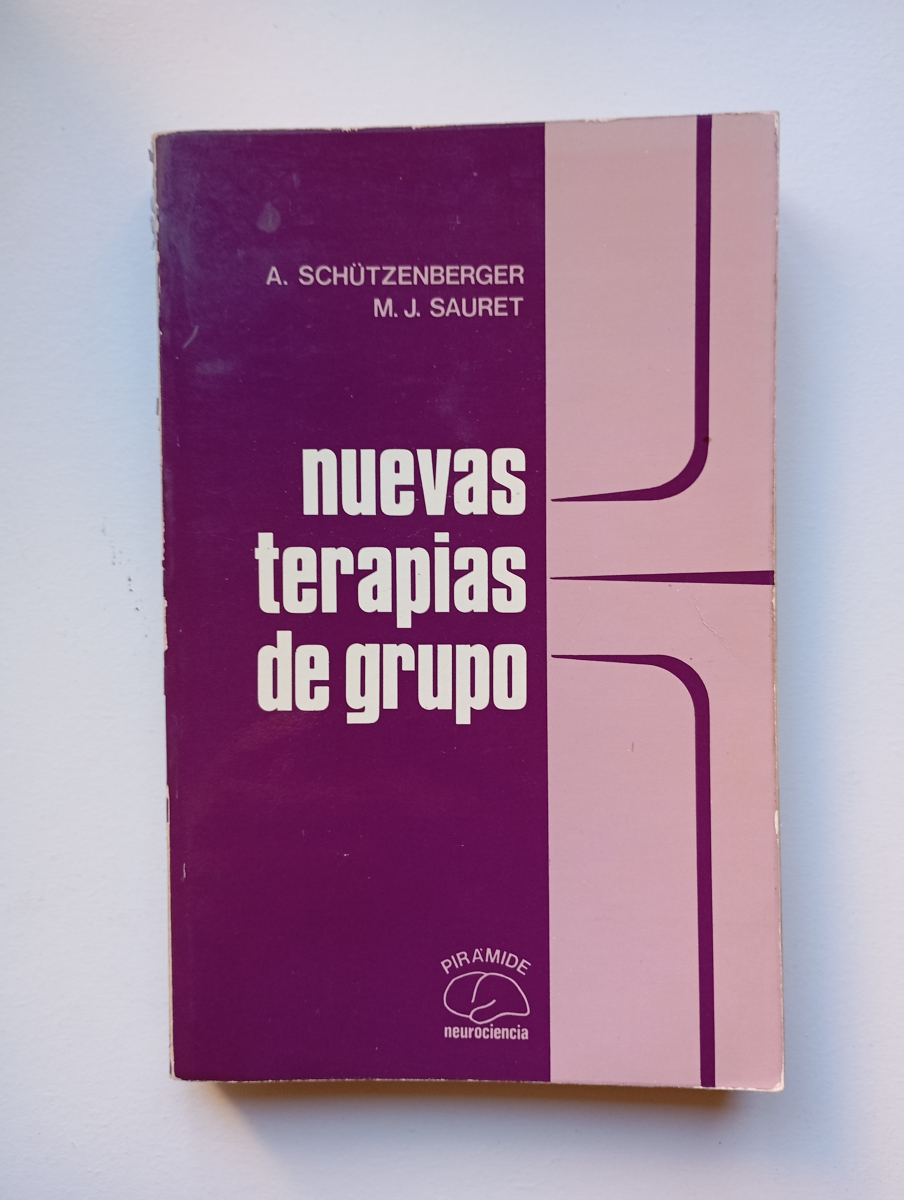 A. SCHÜTZENBERGER
M. J. SAURET
nuevas
terapias
de grupo
PIRÁMIDE
neurociencia